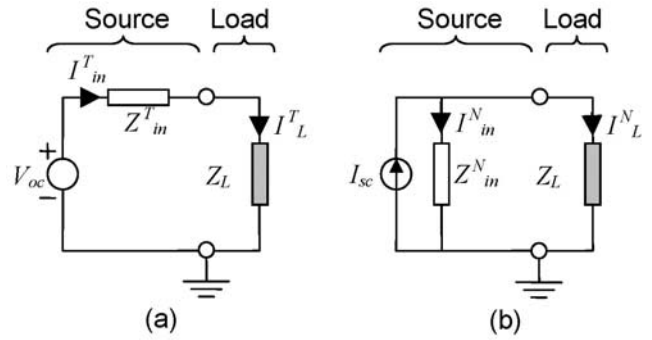 Source Load
I^T_in
Z^T_in
I^T_L
+
V_oc
−
Z_L
(a)
Source Load
I^N_in
I^N_L
I_sc
Z^N_in
Z_L
(b)